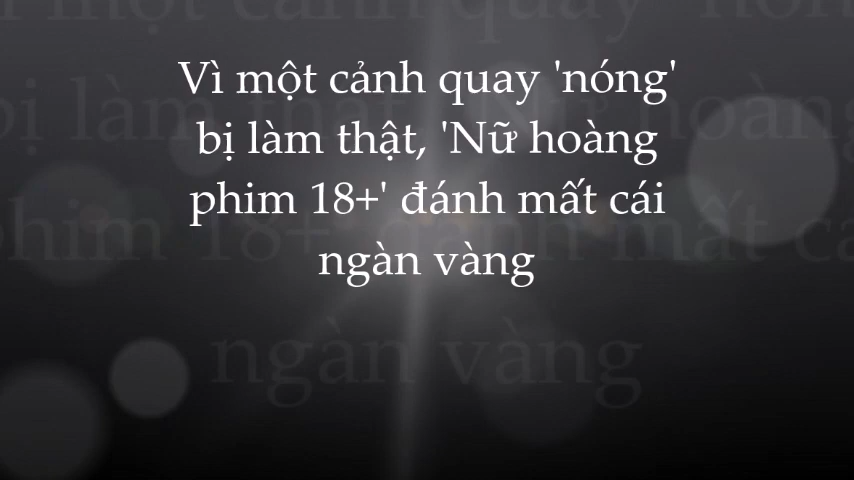 Vì một cảnh quay 'nóng'
bị làm thật, 'Nữ hoàng
phim 18+' đánh mất cái
ngàn vàng